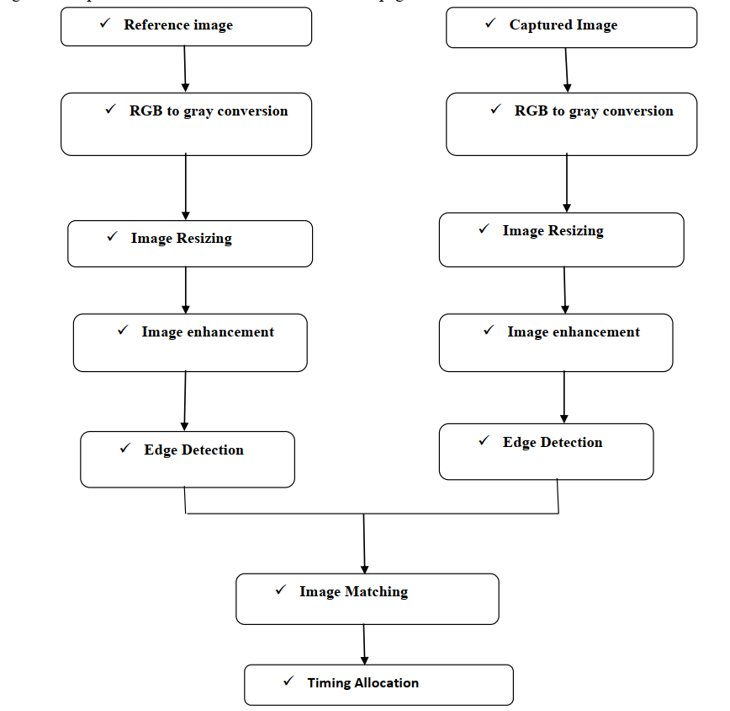 ✓ Reference image
✓ Captured Image
✓ RGB to gray conversion
✓ RGB to gray conversion
✓ Image Resizing
✓ Image Resizing
✓ Image enhancement
✓ Image enhancement
✓ Edge Detection
✓ Edge Detection
✓ Image Matching
✓ Timing Allocation